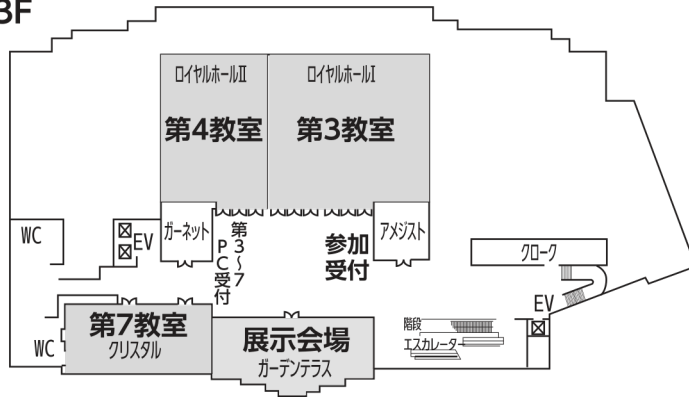 3F
ロイヤルホールⅡ
ロイヤルホールⅠ
第4教室
第3教室
WC
EV
ガーネット
第3~7
PC受付
参加
受付
アメジスト
クローク
EV
第7教室
クリスタル
WC
展示会場
ガーデンテラス
階段
エスカレーター